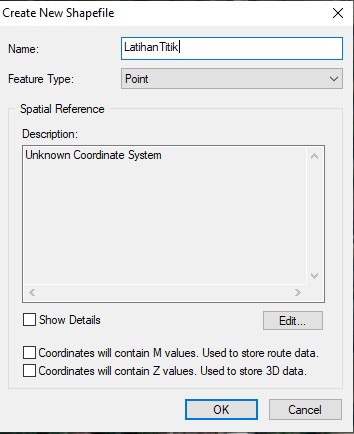 Create New Shapefile
Name:
LatihanTitik
Feature Type:
Point
Spatial Reference
Description:
Unknown Coordinate System
Show Details
Edit...
Coordinates will contain M values. Used to store route data.
Coordinates will contain Z values. Used to store 3D data.
OK
Cancel